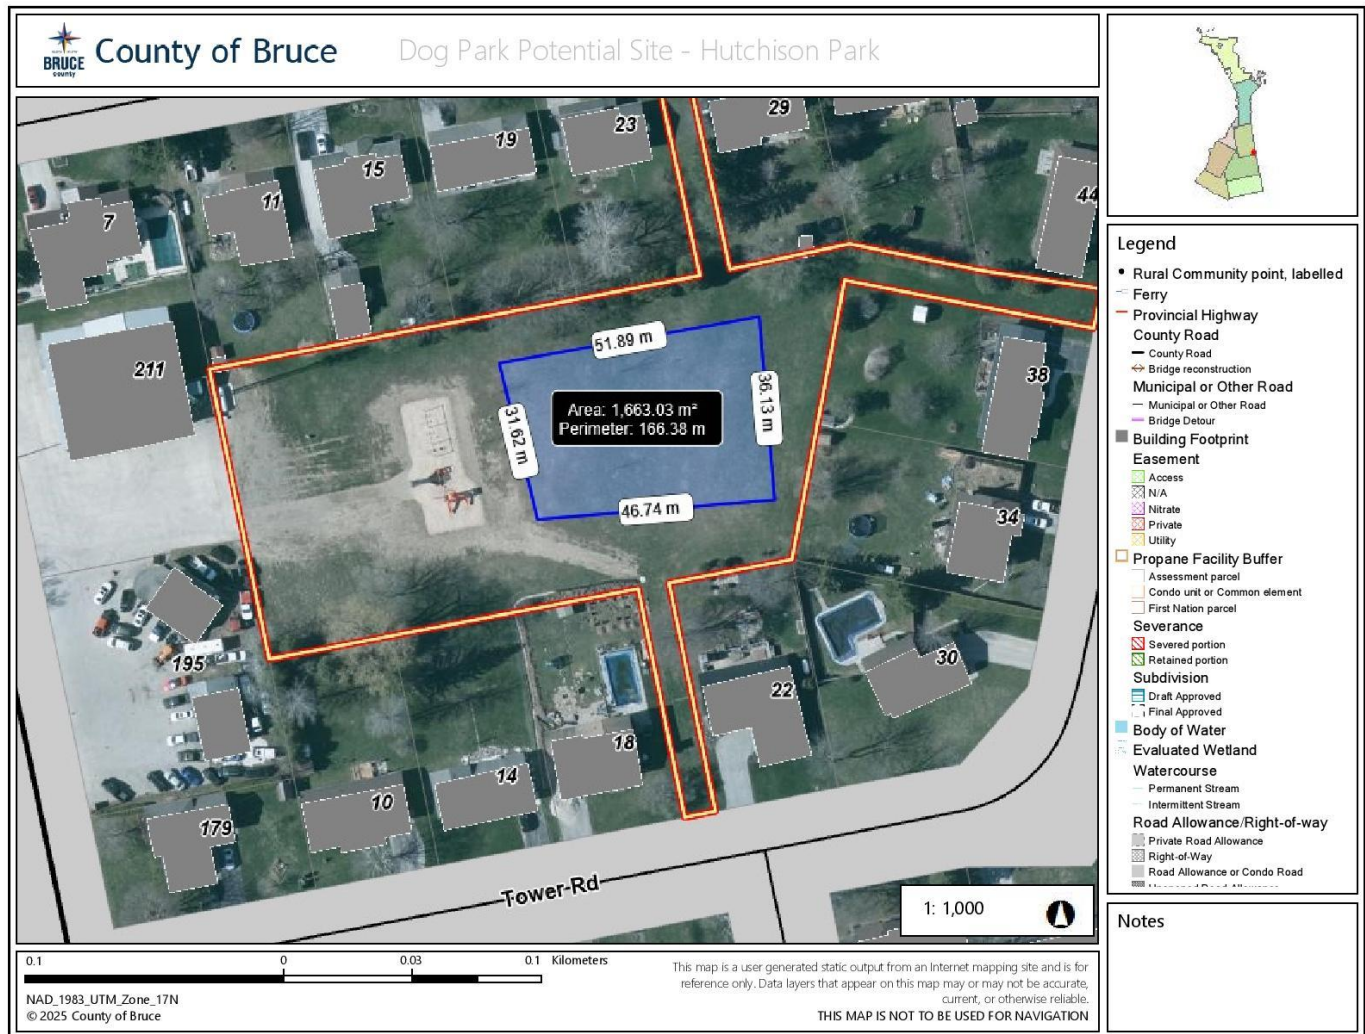 BRUCE
county
County of Bruce
Dog Park Potential Site - Hutchison Park
7
11
15
19
23
29
44
211
38
34
30
22
18
14
10
179
195
51.89 m
36.13 m
31.62 m
46.74 m
Area: 1,663.03 m²
Perimeter: 166.38 m
Tower Rd
1: 1,000
Legend
Rural Community point, labelled
Ferry
Provincial Highway
County Road
County Road
Bridge reconstruction
Municipal or Other Road
Municipal or Other Road
Bridge Detour
Building Footprint
Easement
Access
N/A
Nitrate
Private
Utility
Propane Facility Buffer
Assessment parcel
Condo unit or Common element
First Nation parcel
Severance
Severed portion
Retained portion
Subdivision
Draft Approved
Final Approved
Body of Water
Evaluated Wetland
Watercourse
Permanent Stream
Intermittent Stream
Road Allowance/Right-of-way
Private Road Allowance
Right-of-Way
Road Allowance or Condo Road
Notes
0.1 0 0.03 0.1 Kilometers
NAD_1983_UTM_Zone_17N
© 2025 County of Bruce
This map is a user generated static output from an Internet mapping site and is for
reference only. Data layers that appear on this map may or may not be accurate,
current, or otherwise reliable.
THIS MAP IS NOT TO BE USED FOR NAVIGATION